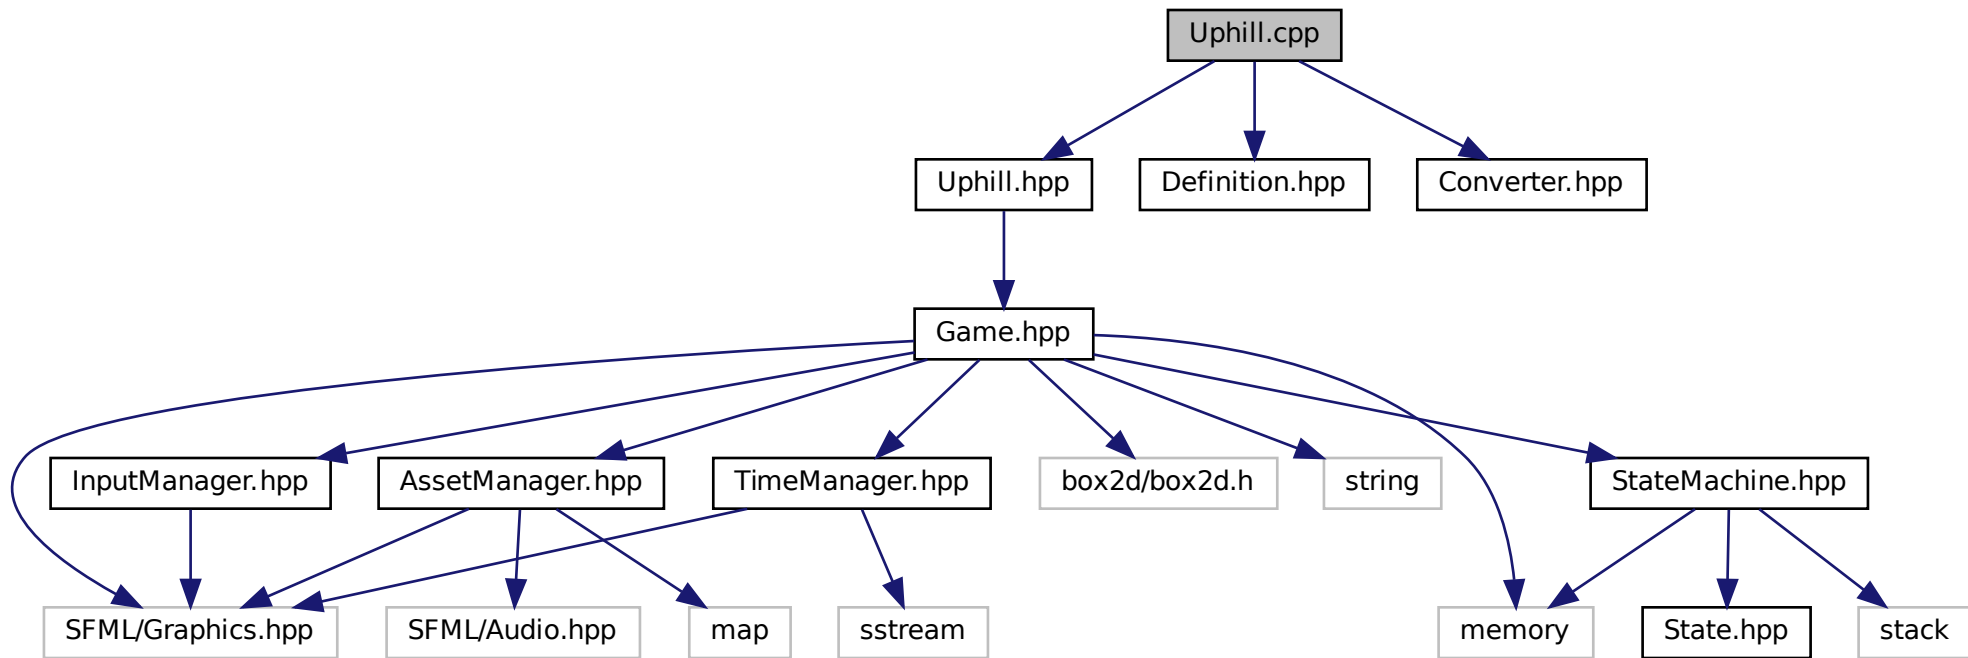 Uphill.cpp
Uphill.hpp
Definition.hpp
Converter.hpp
Game.hpp
InputManager.hpp
AssetManager.hpp
TimeManager.hpp
box2d/box2d.h
string
StateMachine.hpp
SFML/Graphics.hpp
SFML/Audio.hpp
map
sstream
memory
State.hpp
stack